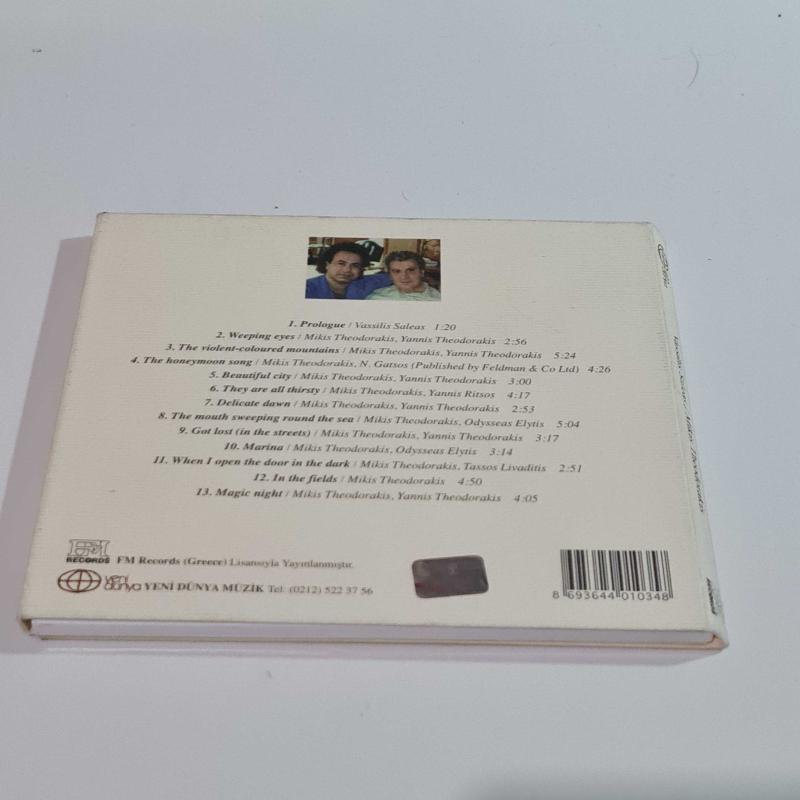 1. Prologue / Vassilis Saleas 1:20
2. Weeping eyes / Mikis Theodorakis, Yannis Theodorakis 2:56
3. The violent-coloured mountains / Mikis Theodorakis, Yannis Theodorakis 5:24
4. The honeymoon song / Mikis Theodorakis, N. Gatsos (Published by Feldman & Co Ltd) 4:26
5. Beautiful city / Mikis Theodorakis, Yannis Theodorakis 3:00
6. They are all thirsty / Mikis Theodorakis, Yannis Ritsos 4:17
7. Delicate dawn / Mikis Theodorakis, Yannis Theodorakis 2:53
8. The mouth sweeping round the sea / Mikis Theodorakis, Odysseas Elytis 5:04
9. Got lost (in the streets) / Mikis Theodorakis, Yannis Theodorakis 3:17
10. Marina / Mikis Theodorakis, Odysseas Elytis 3:14
11. When I open the door in the dark / Mikis Theodorakis, Tassos Livaditis 2:51
12. In the fields / Mikis Theodorakis 4:50
13. Magic night / Mikis Theodorakis, Yannis Theodorakis 4:05
FM
RECORDS FM Records (Greece) Lisansıyla Yayınlanmıştır.
yeni dünya YENİ DÜNYA MÜZİK Tel: (0212) 522 37 56
8 693644 010348
Mikis Theodorakis